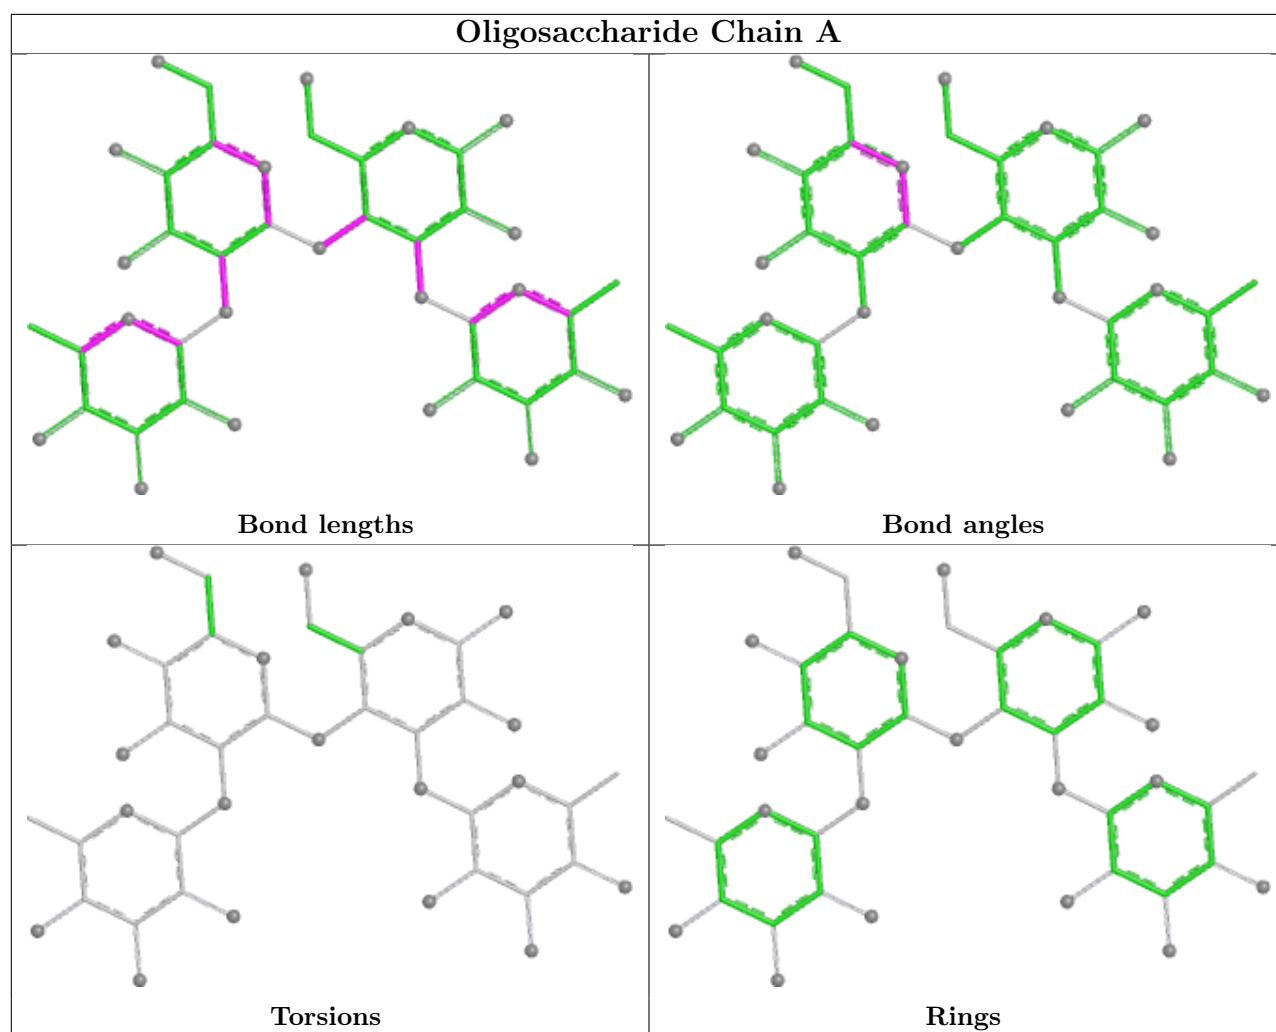 Oligosaccharide Chain A
Bond lengths
Bond angles
Torsions
Rings